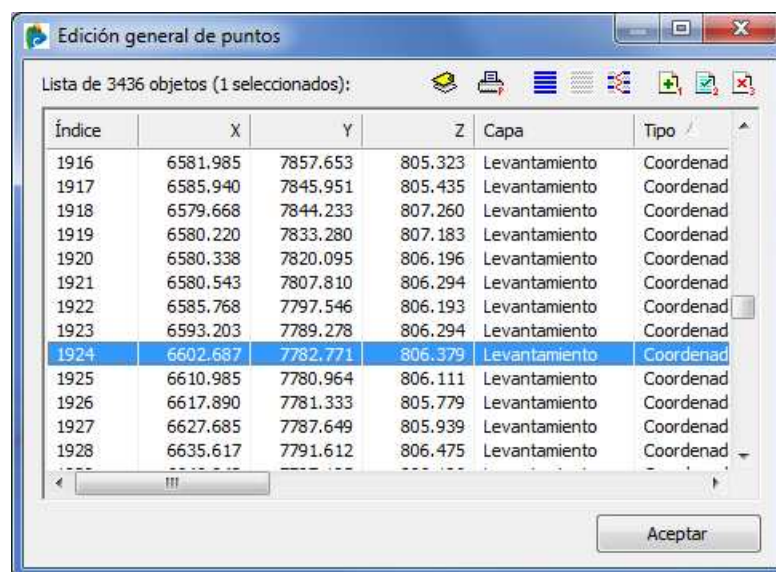 Edición general de puntos
Lista de 3436 objetos (1 seleccionados):
Índice X Y Z Capa Tipo
1916 6581.985 7857.653 805.323 Levantamiento Coordenad
1917 6585.940 7845.951 805.435 Levantamiento Coordenad
1918 6579.668 7844.233 807.260 Levantamiento Coordenad
1919 6580.220 7833.280 807.183 Levantamiento Coordenad
1920 6580.338 7820.095 806.196 Levantamiento Coordenad
1921 6580.543 7807.810 806.294 Levantamiento Coordenad
1922 6585.768 7797.546 806.193 Levantamiento Coordenad
1923 6593.203 7789.278 806.294 Levantamiento Coordenad
1924 6602.687 7782.771 806.379 Levantamiento Coordenad
1925 6610.985 7780.964 806.111 Levantamiento Coordenad
1926 6617.890 7781.333 805.779 Levantamiento Coordenad
1927 6627.685 7787.649 805.939 Levantamiento Coordenad
1928 6635.617 7791.612 806.475 Levantamiento Coordenad
Aceptar